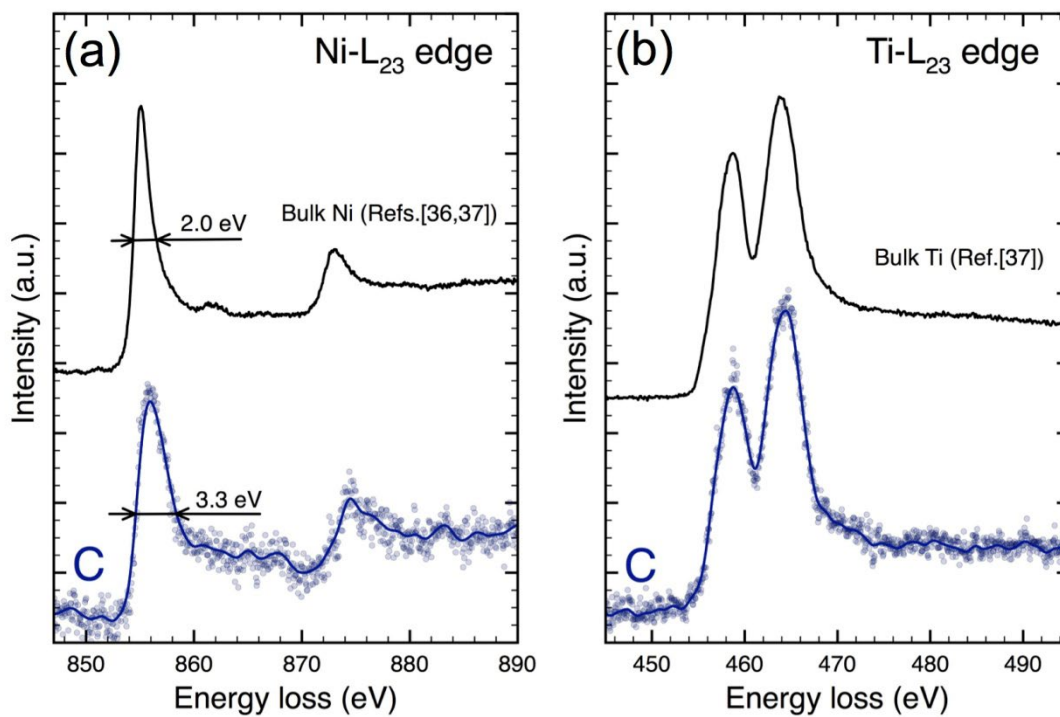 (a)
Ni-L23 edge
2.0 eV
Bulk Ni (Refs.[36,37])
3.3 eV
C
Intensity (a.u.)
850 860 870 880 890
Energy loss (eV)
(b)
Ti-L23 edge
Bulk Ti (Ref.[37])
C
Intensity (a.u.)
450 460 470 480 490
Energy loss (eV)